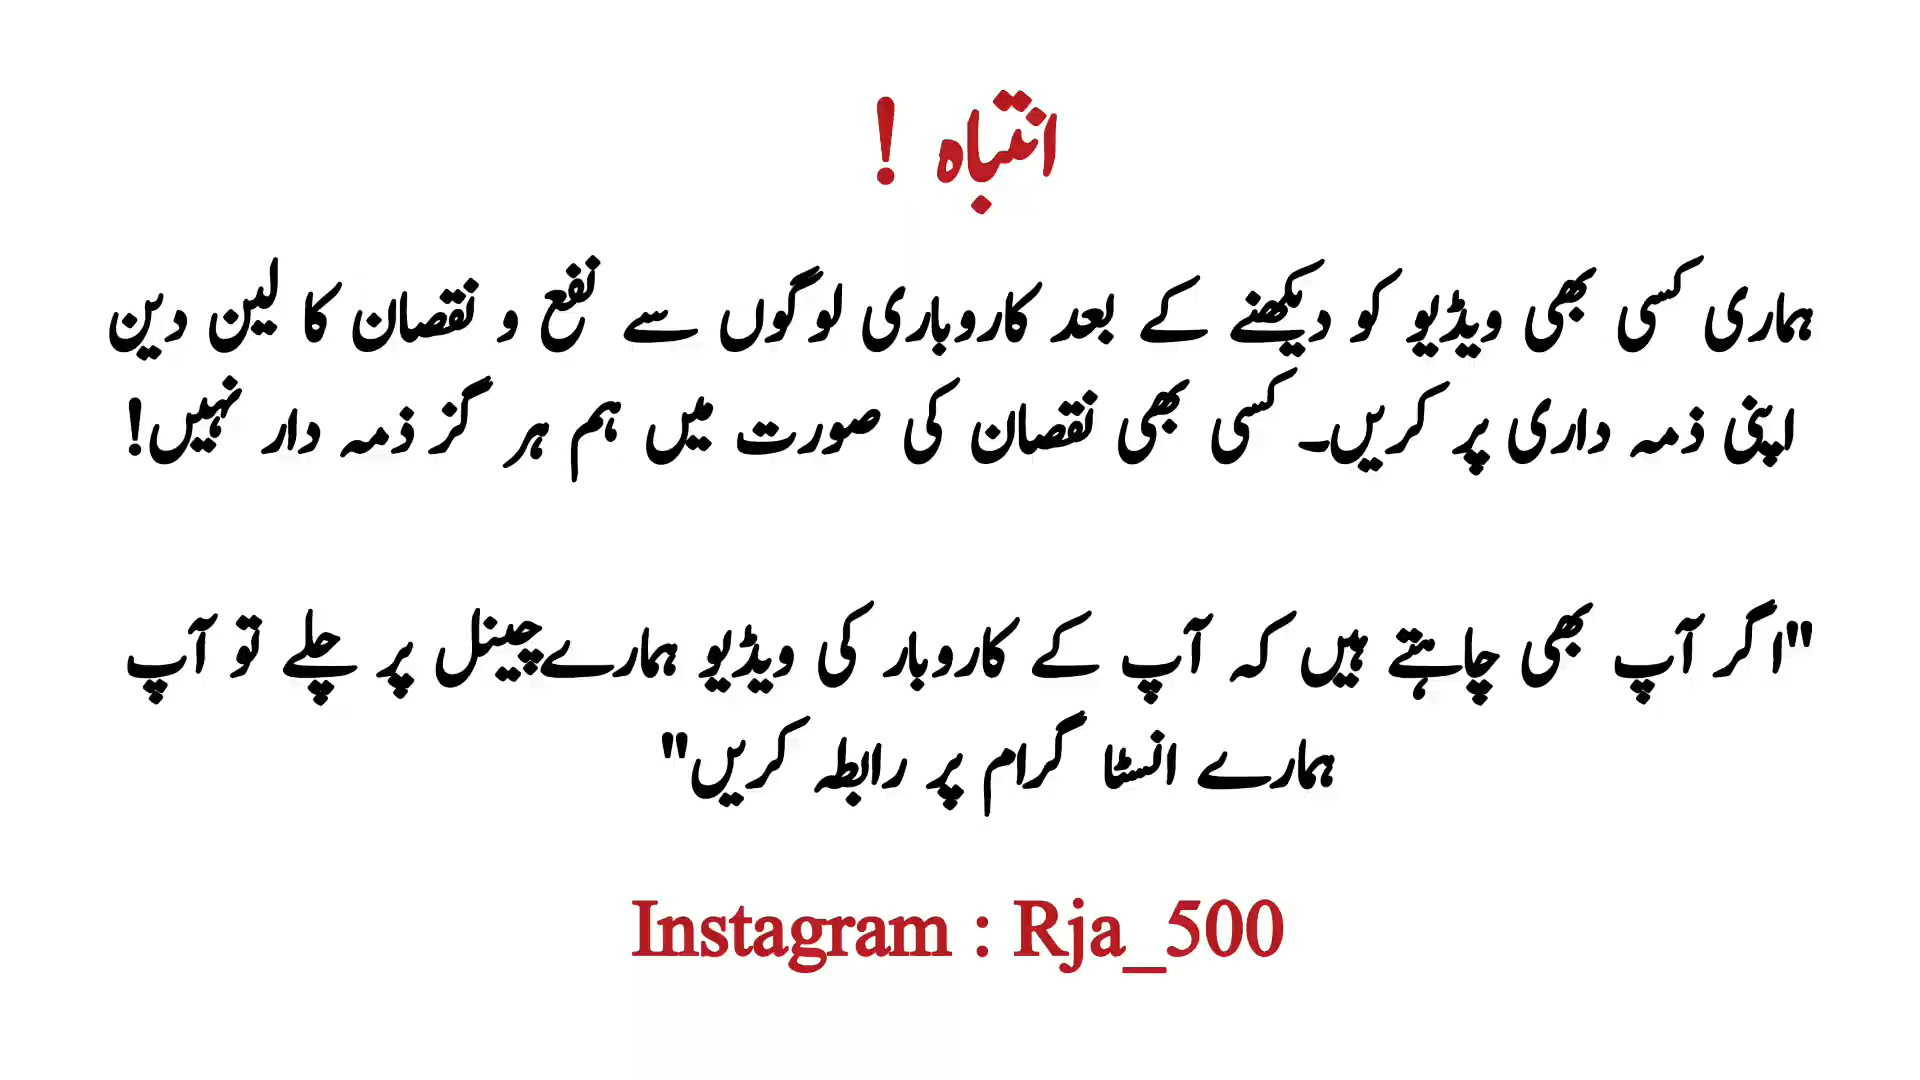 انتباہ !
ہماری کسی بھی ویڈیو کو دیکھنے کے بعد کاروباری لوگوں سے نفع و نقصان کا لین دین
اپنی ذمہ داری پر کریں۔ کسی بھی نقصان کی صورت میں ہم ہر گز ذمہ دار نہیں!
"اگر آپ بھی چاہتے ہیں کہ آپ کے کاروبار کی ویڈیو ہمارےچینل پر چلے تو آپ
ہمارے انسٹا گرام پر رابطہ کریں"
Instagram : Rja_500